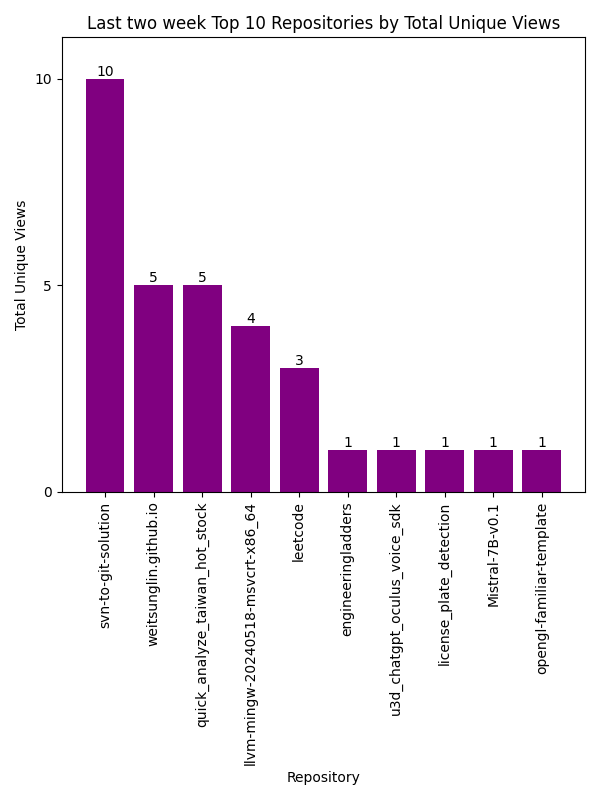 Last two week Top 10 Repositories by Total Unique Views
Total Unique Views
10
5
0
10
5
5
4
3
1
1
1
1
1
svn-to-git-solution
weitsunglin.github.io
quick_analyze_taiwan_hot_stock
llvm-mingw-20240518-msvcrt-x86_64
leetcode
engineeringladders
u3d_chatgpt_oculus_voice_sdk
license_plate_detection
Mistral-7B-v0.1
opengl-familiar-template
Repository